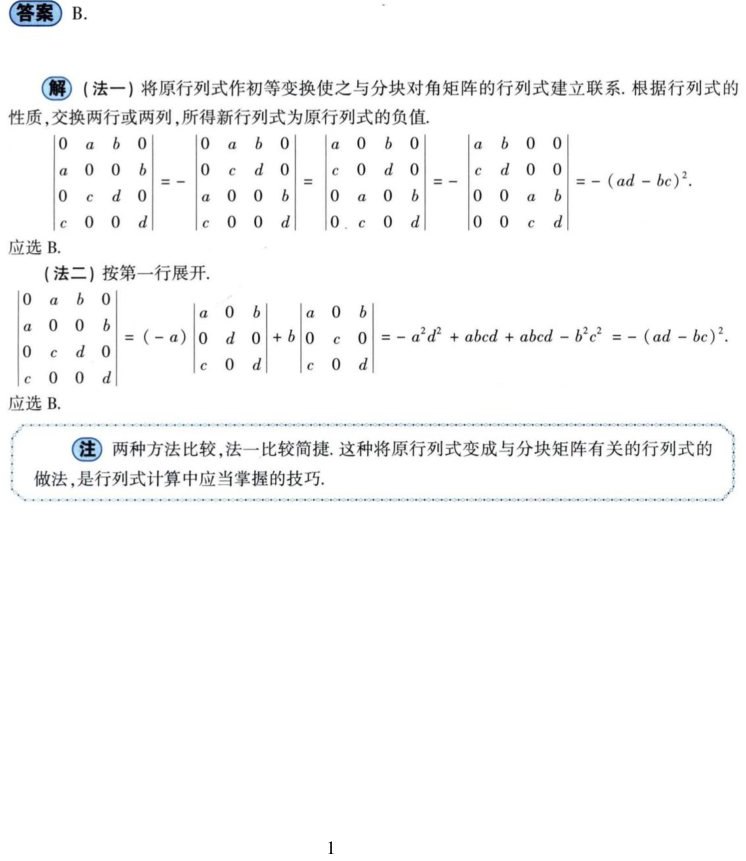 答案 B.
解 (法一) 将原行列式作初等变换使之与分块对角矩阵的行列式建立联系. 根据行列式的
性质,交换两行或两列,所得新行列式为原行列式的负值.
|0 a b 0| |0 a b 0| |a 0 b 0| |a b 0 0|
|a 0 0 b| |0 c d 0| |c 0 d 0| |c d 0 0|
= − = = − = − (ad − bc)².
|0 c d 0| |a 0 0 b| |0 a 0 b| |0 0 a b|
|c 0 0 d| |c 0 0 d| |0 c 0 d| |0 0 c d|
应选 B.
(法二) 按第一行展开.
|0 a b 0|
|a 0 0 b| |a 0 b| |a 0 b|
= (− a) |0 d 0| + b |0 c 0| = − a²d² + abcd + abcd − b²c² = − (ad − bc)².
|0 c d 0| |c 0 d| |c 0 d|
|c 0 0 d|
应选 B.
注 两种方法比较,法一比较简捷. 这种将原行列式变成与分块矩阵有关的行列式的
做法,是行列式计算中应当掌握的技巧.
1